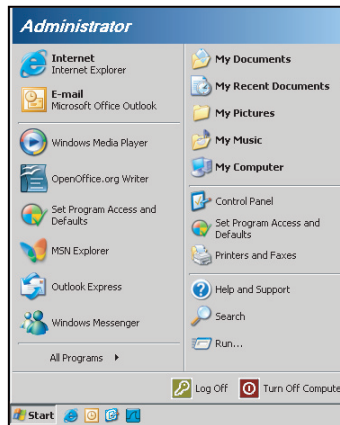 Administrator
Internet
Internet Explorer
E-mail
Microsoft Office Outlook
Windows Media Player
OpenOffice.org Writer
Set Program Access and
Defaults
MSN Explorer
Outlook Express
Windows Messenger
All Programs
My Documents
My Recent Documents
My Pictures
My Music
My Computer
Control Panel
Set Program Access and
Defaults
Printers and Faxes
Help and Support
Search
Run...
Log Off
Turn Off Compute
Start